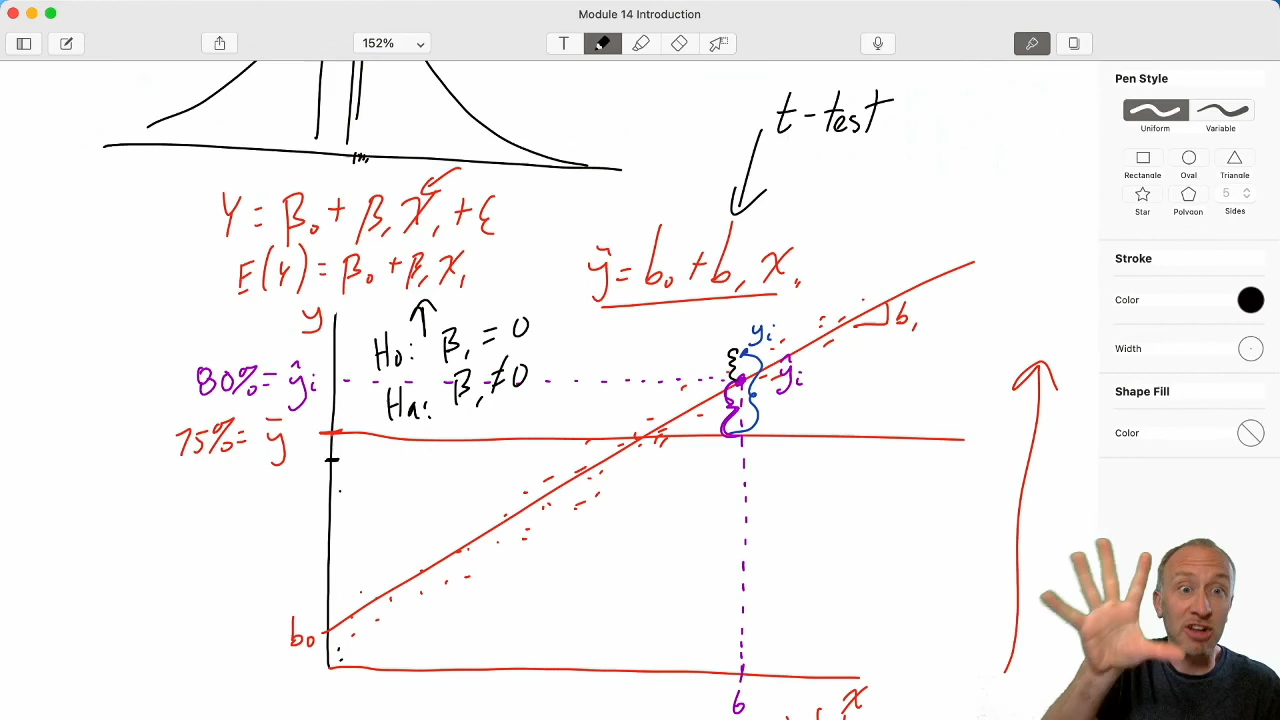 Module 14 Introduction
152%
T
Pen Style
Uniform Variable
Rectangle Oval Triangle
Star Polygon 5 Sides
Stroke
Color
Width
Shape Fill
Color
t-test
Y = β₀ + β₁X₁ + ε
E(Y) = β₀ + β₁X₁
ŷ = b₀ + b₁X₁
y
H₀: β₁ = 0
Ha: β₁ ≠ 0
yᵢ
b₁
80% = ŷᵢ
ŷᵢ
75% = ȳ
b₀
6
x